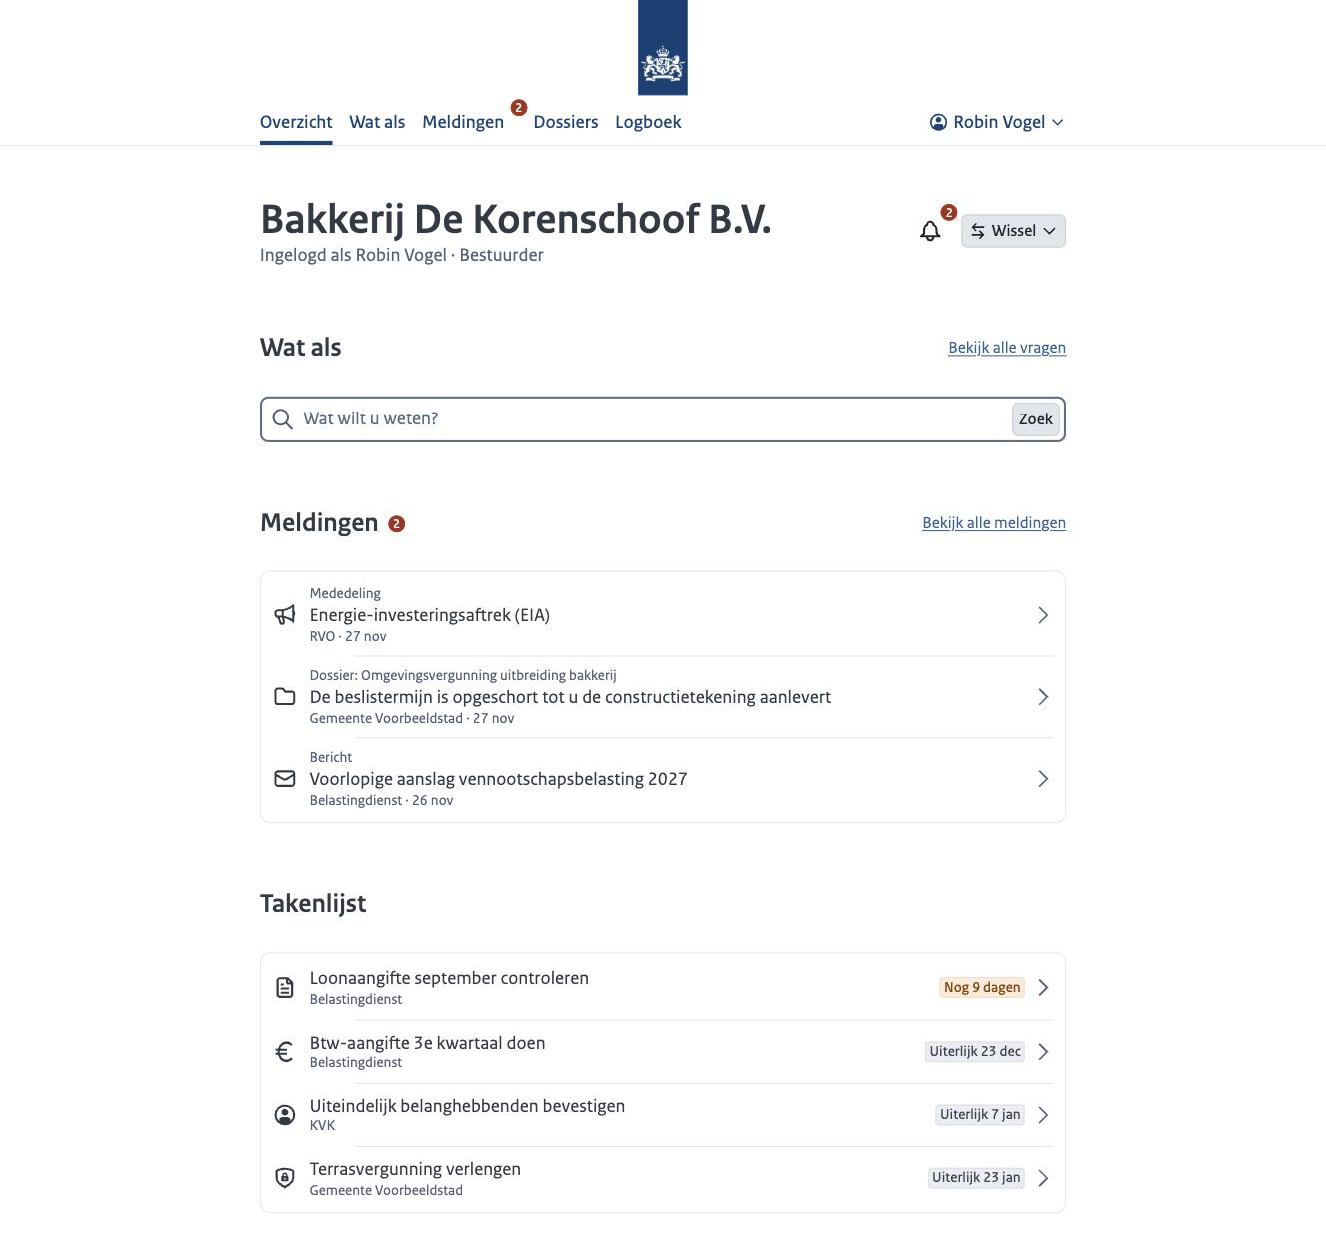 Overzicht Wat als Meldingen 2 Dossiers Logboek Robin Vogel
Bakkerij De Korenschoof B.V.
2
Wissel
Ingelogd als Robin Vogel · Bestuurder
Wat als
Bekijk alle vragen
Wat wilt u weten?
Zoek
Meldingen 2
Bekijk alle meldingen
Mededeling
Energie-investeringsaftrek (EIA)
RVO · 27 nov
Dossier: Omgevingsvergunning uitbreiding bakkerij
De beslistermijn is opgeschort tot u de constructietekening aanlevert
Gemeente Voorbeeldstad · 27 nov
Bericht
Voorlopige aanslag vennootschapsbelasting 2027
Belastingdienst · 26 nov
Takenlijst
Loonaangifte september controleren
Belastingdienst
Nog 9 dagen
Btw-aangifte 3e kwartaal doen
Belastingdienst
Uiterlijk 23 dec
Uiteindelijk belanghebbenden bevestigen
KVK
Uiterlijk 7 jan
Terrasvergunning verlengen
Gemeente Voorbeeldstad
Uiterlijk 23 jan